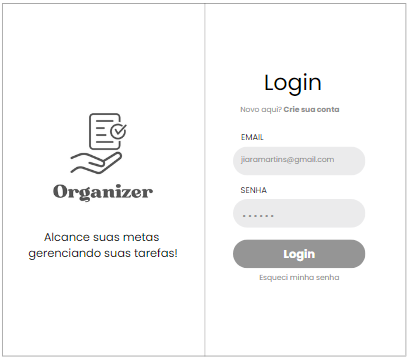 Organizer
Alcance suas metas
gerenciando suas tarefas!
Login
Novo aqui? Crie sua conta
EMAIL
jiaramartins@gmail.com
SENHA
······
Login
Esqueci minha senha